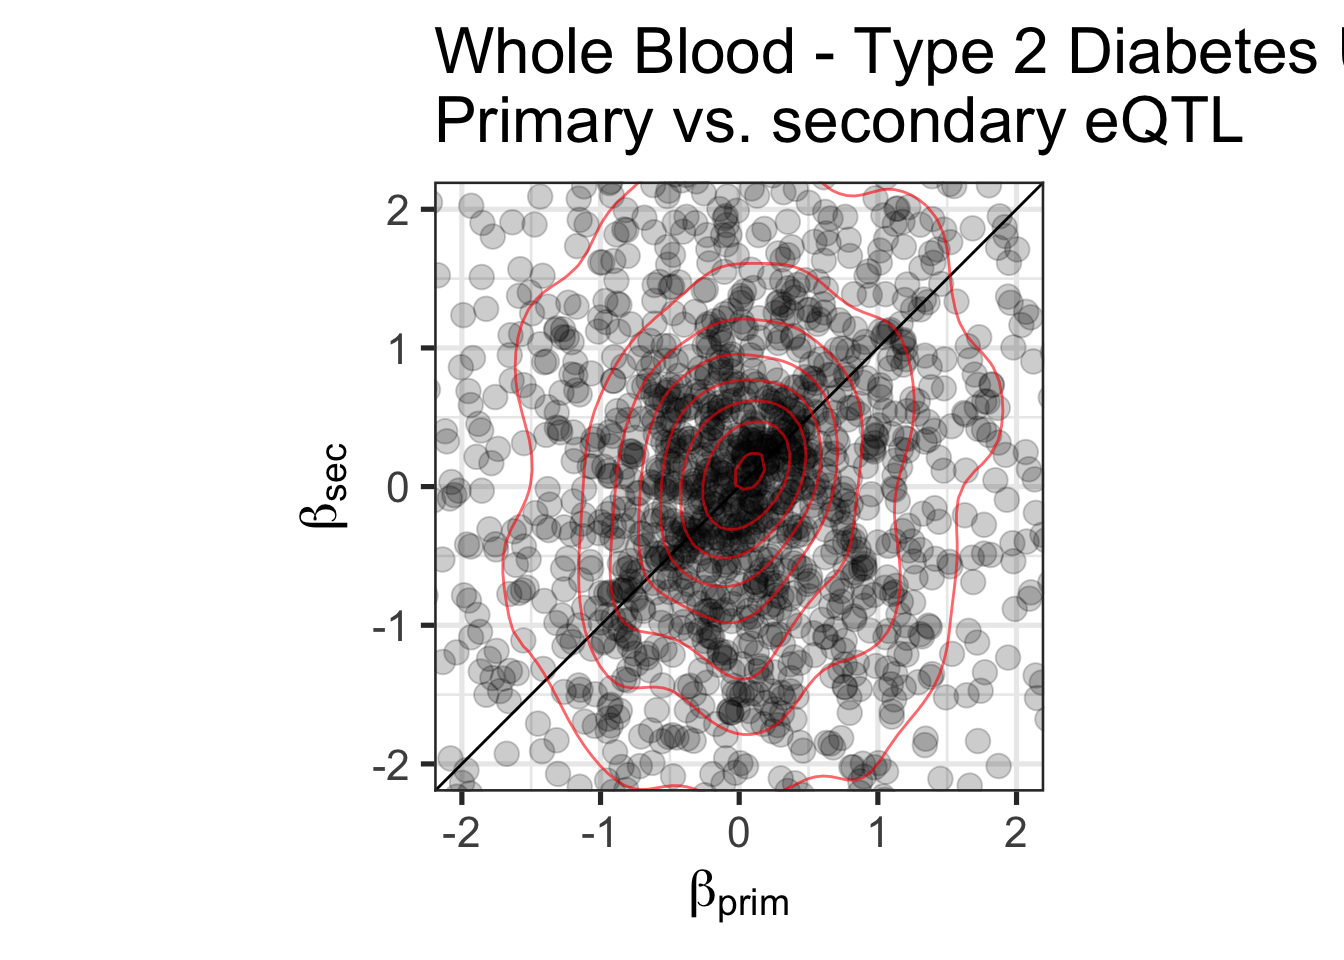 Whole Blood - Type 2 Diabetes
Primary vs. secondary eQTL
2
1
0
-1
-2
βsec
-2 -1 0 1 2
βprim